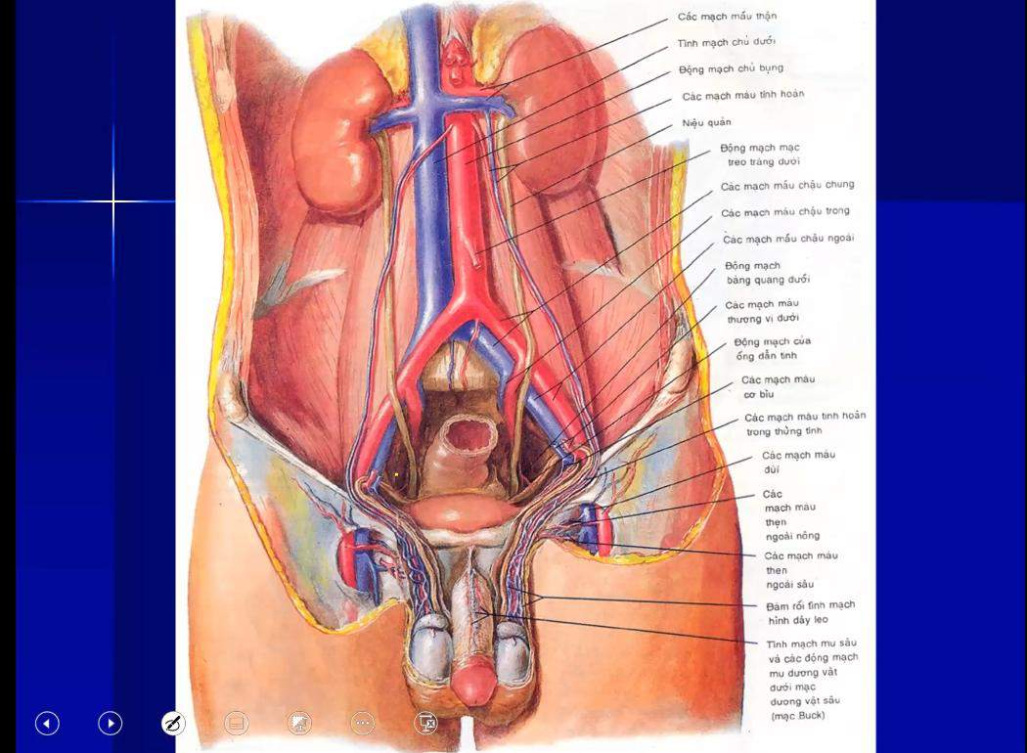 Các mạch mấu thận
Tĩnh mạch chủ dưới
Động mạch chủ bụng
Các mạch máu tinh hoàn
Niệu quản
Động mạch mạc
treo tràng dưới
Các mạch mấu chậu chung
Các mạch máu chậu trong
Các mạch mấu chậu ngoài
Động mạch
bàng quang dưới
Các mạch máu
thượng vị dưới
Động mạch của
ống dẫn tinh
Các mạch máu
cơ bìu
Các mạch máu tinh hoàn
trong thừng tinh
Các mạch máu
đùi
Các
mạch máu
thẹn
ngoài nông
Các mạch máu
then
ngoài sâu
Đám rối tĩnh mạch
hình dây leo
Tĩnh mạch mu sâu
và các động mạch
mu dương vật
dưới mạc
dương vật sâu
(mạc Buck)